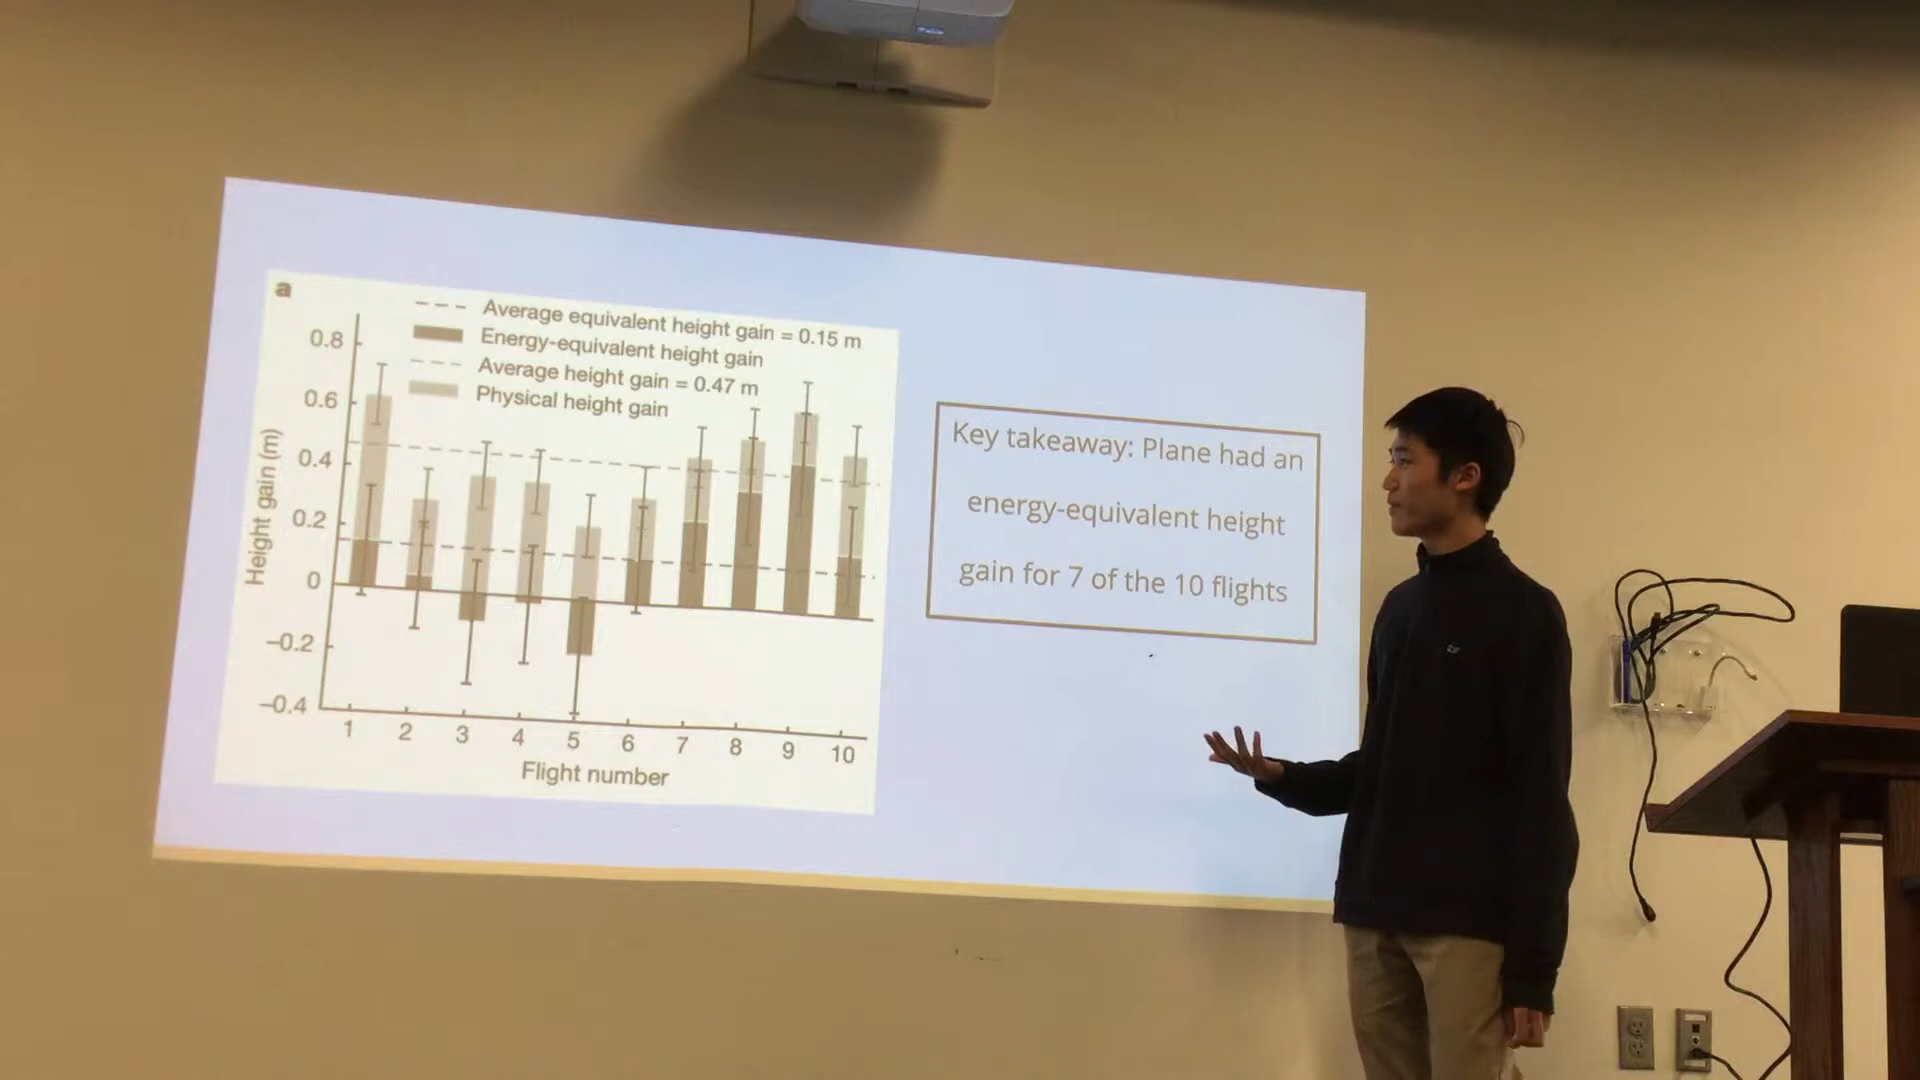 a
Average equivalent height gain = 0.15 m
Energy-equivalent height gain
Average height gain = 0.47 m
Physical height gain
Height gain (m)
0.8
0.6
0.4
0.2
0
–0.2
–0.4
1 2 3 4 5 6 7 8 9 10
Flight number
Key takeaway: Plane had an
energy-equivalent height
gain for 7 of the 10 flights